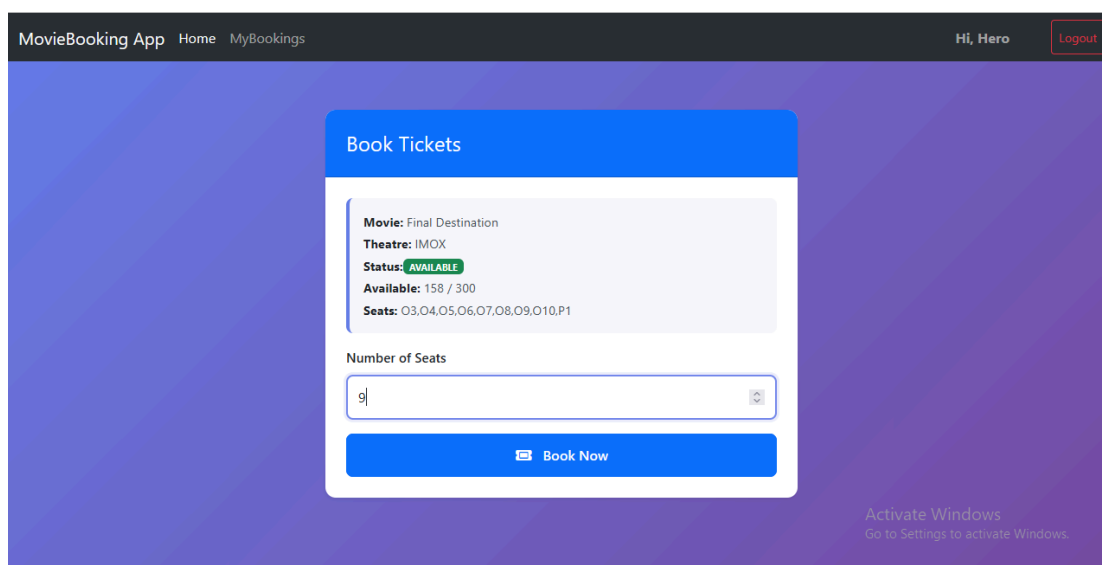 MovieBooking App Home MyBookings Hi, Hero Logout
Book Tickets
Movie: Final Destination
Theatre: IMOX
Status: AVAILABLE
Available: 158 / 300
Seats: O3,O4,O5,O6,O7,O8,O9,O10,P1
Number of Seats
9
Book Now
Activate Windows
Go to Settings to activate Windows.